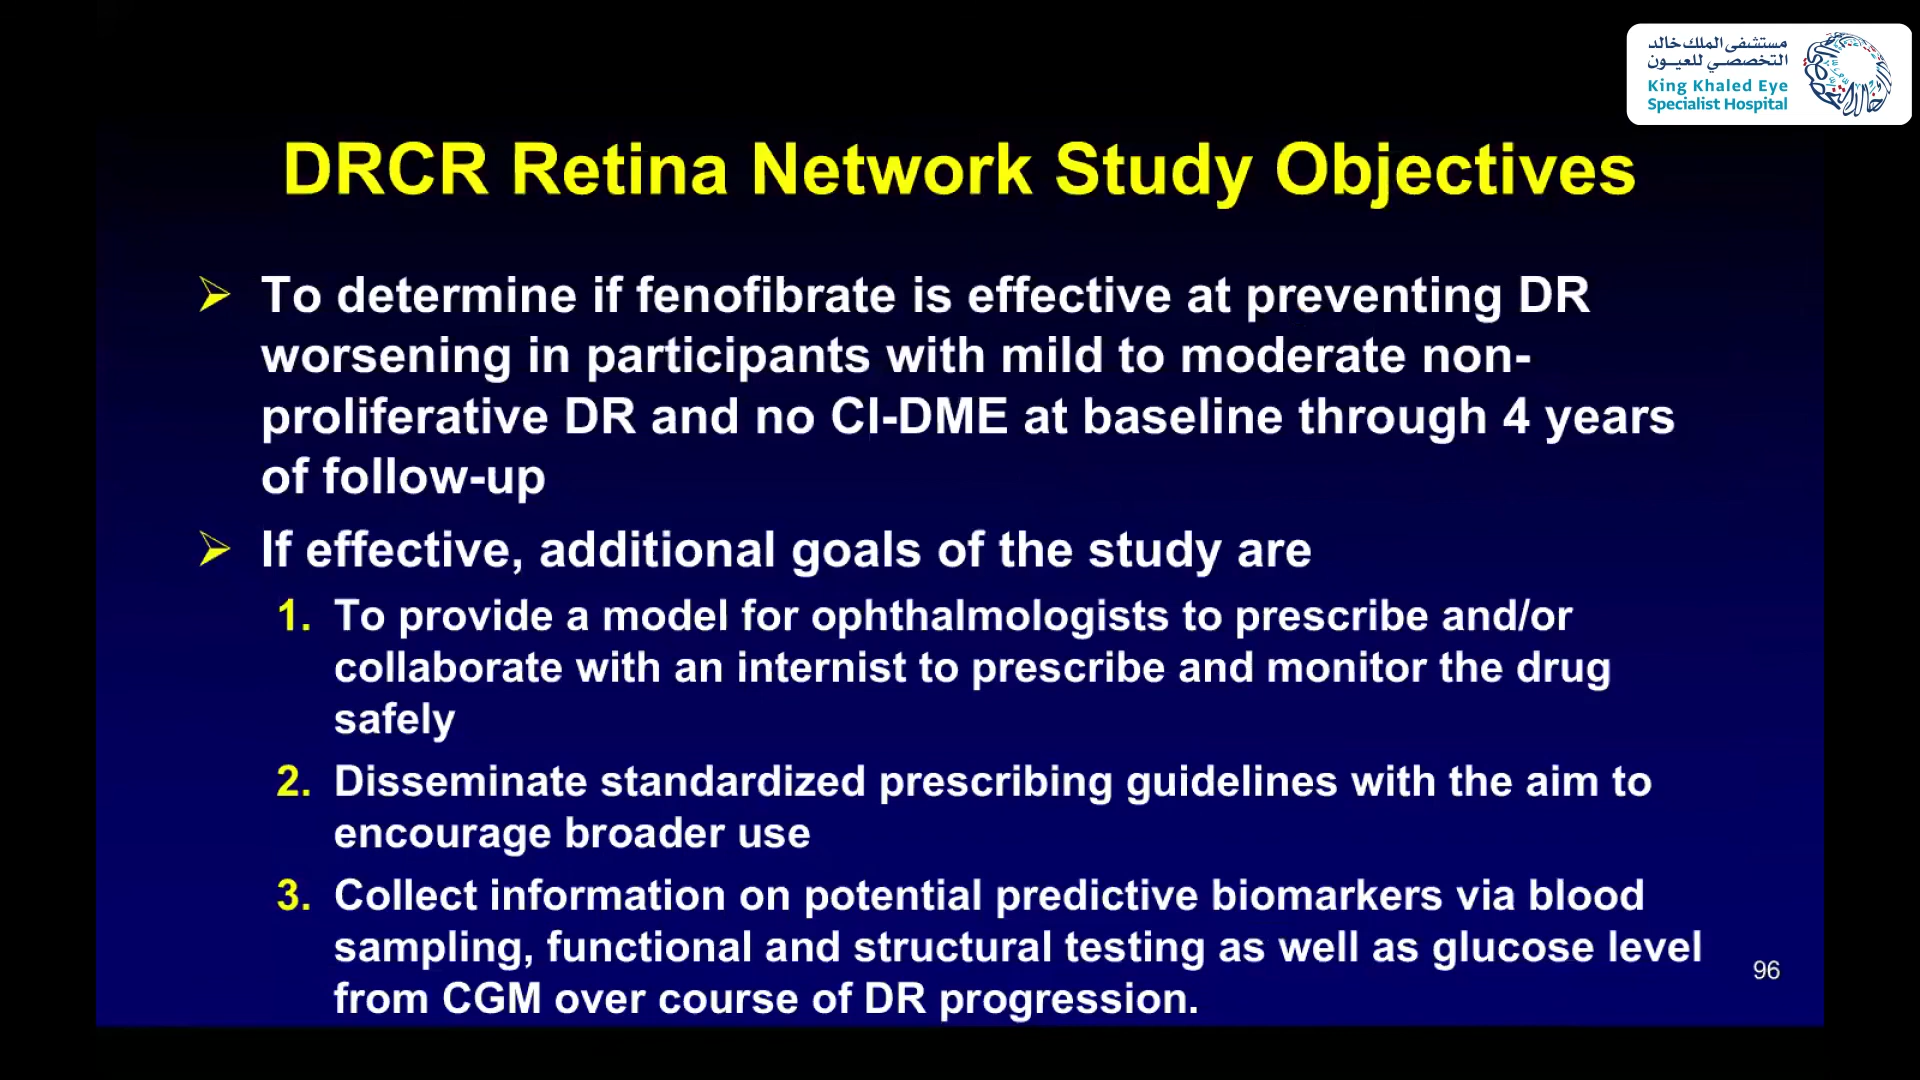 مستشفى الملك خالد
التخصصي للعيون
King Khaled Eye
Specialist Hospital
DRCR Retina Network Study Objectives
➢ To determine if fenofibrate is effective at preventing DR
worsening in participants with mild to moderate non-
proliferative DR and no CI-DME at baseline through 4 years
of follow-up
➢ If effective, additional goals of the study are
1. To provide a model for ophthalmologists to prescribe and/or
collaborate with an internist to prescribe and monitor the drug
safely
2. Disseminate standardized prescribing guidelines with the aim to
encourage broader use
3. Collect information on potential predictive biomarkers via blood
sampling, functional and structural testing as well as glucose level
from CGM over course of DR progression.
96